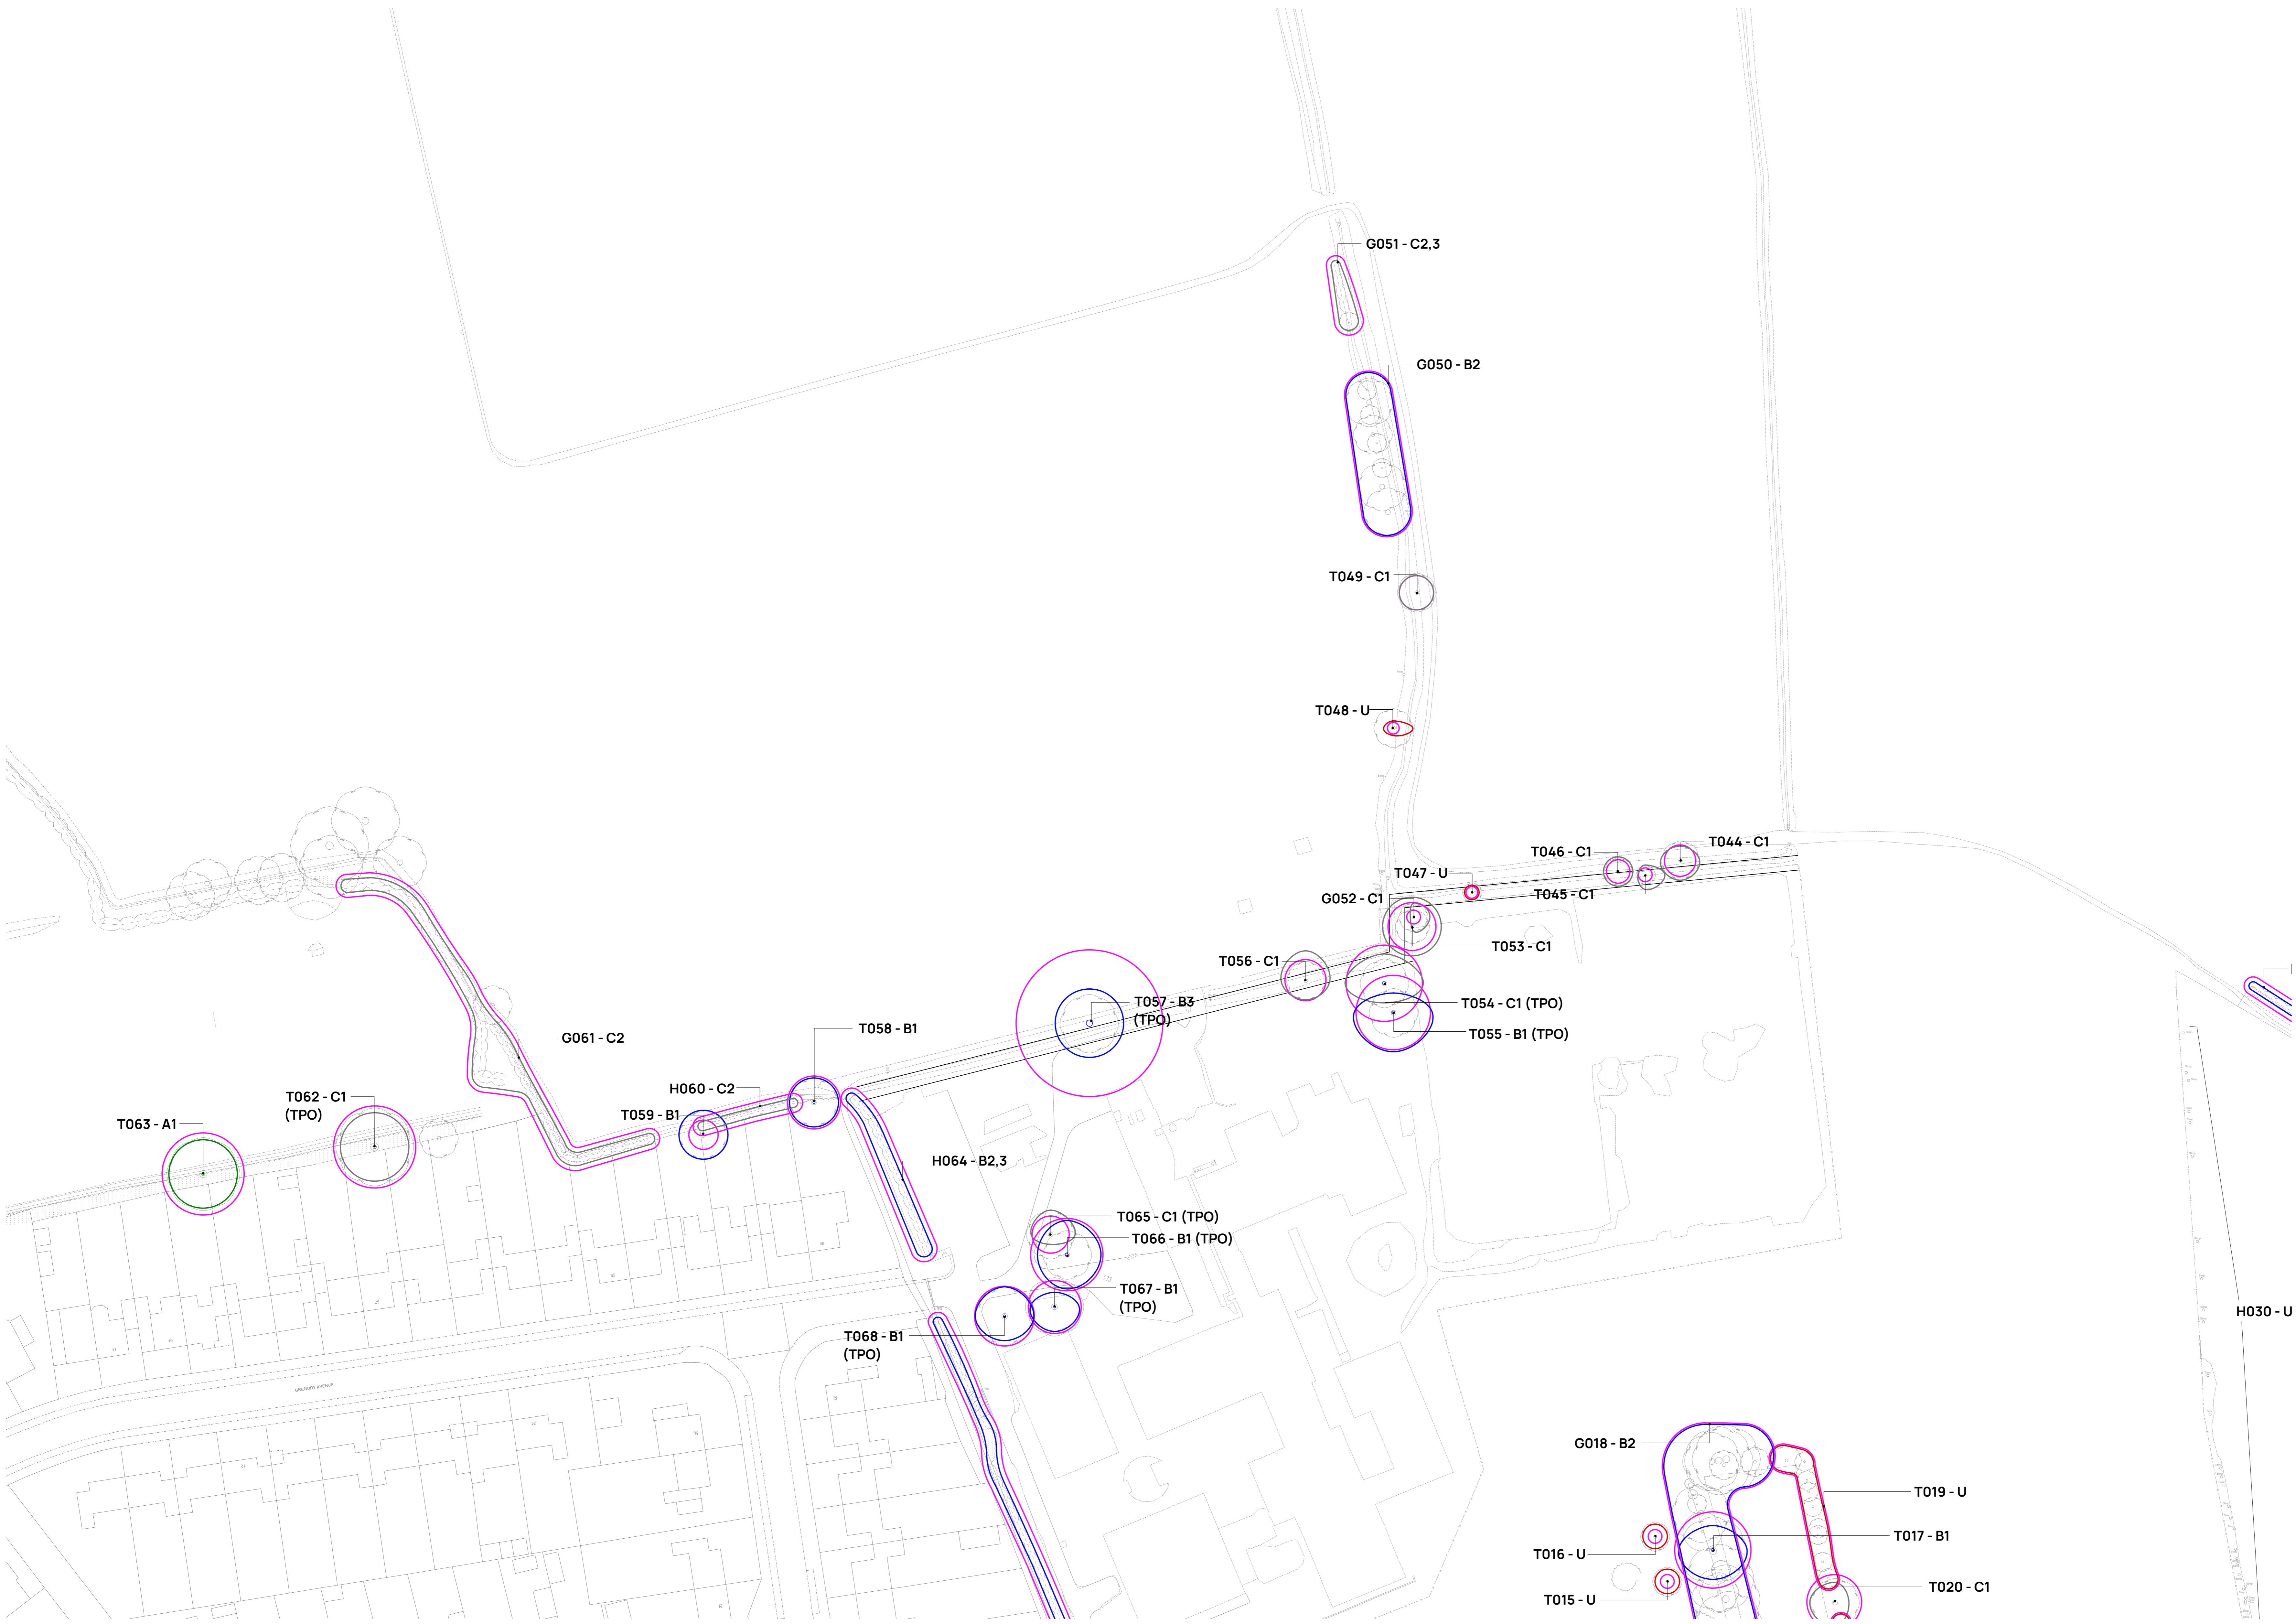 G051 - C2,3
G050 - B2
T049 - C1
T048 - U
T044 - C1
T046 - C1
T047 - U
T045 - C1
G052 - C1
T053 - C1
T056 - C1
T057 - B3
(TPO)
T054 - C1 (TPO)
T055 - B1 (TPO)
T058 - B1
G061 - C2
H060 - C2
T062 - C1
(TPO)
T059 - B1
T063 - A1
H064 - B2,3
T065 - C1 (TPO)
T066 - B1 (TPO)
T067 - B1
(TPO)
T068 - B1
(TPO)
H030 - U
GREGORY AVENUE
G018 - B2
T019 - U
T017 - B1
T016 - U
T020 - C1
T015 - U